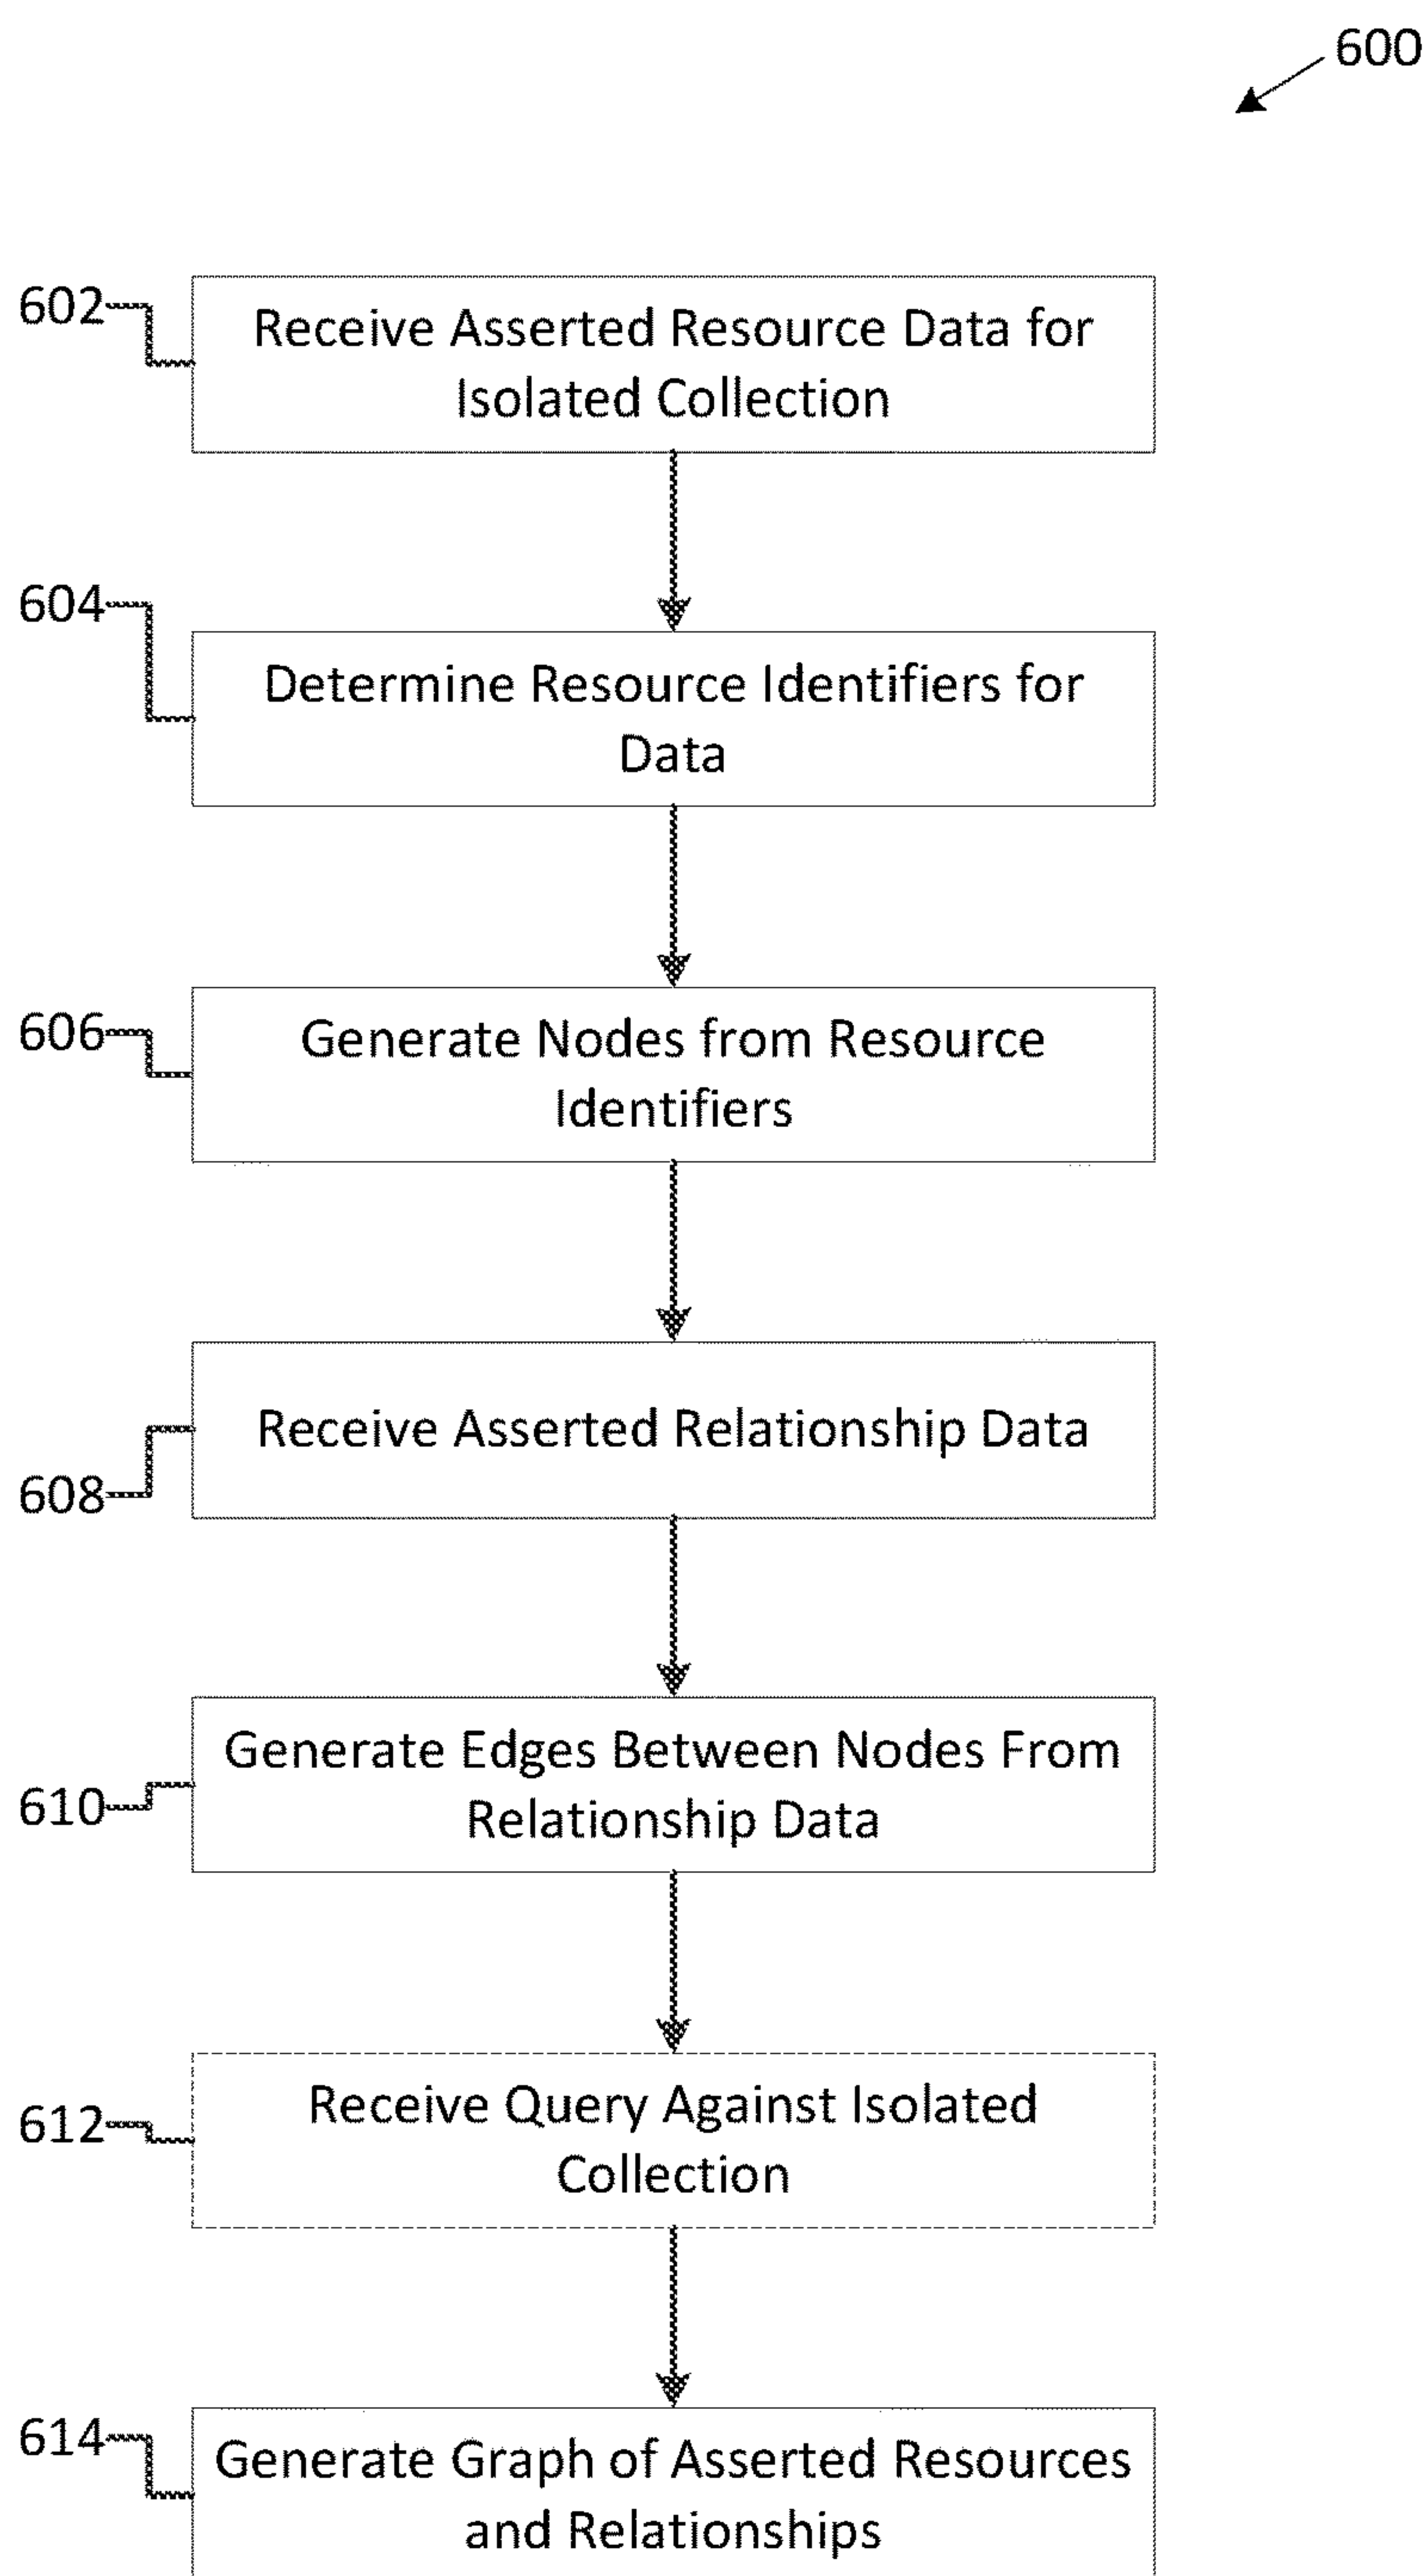 600
602
Receive Asserted Resource Data for
Isolated Collection
604
Determine Resource Identifiers for
Data
606
Generate Nodes from Resource
Identifiers
608
Receive Asserted Relationship Data
610
Generate Edges Between Nodes From
Relationship Data
612
Receive Query Against Isolated
Collection
614
Generate Graph of Asserted Resources
and Relationships